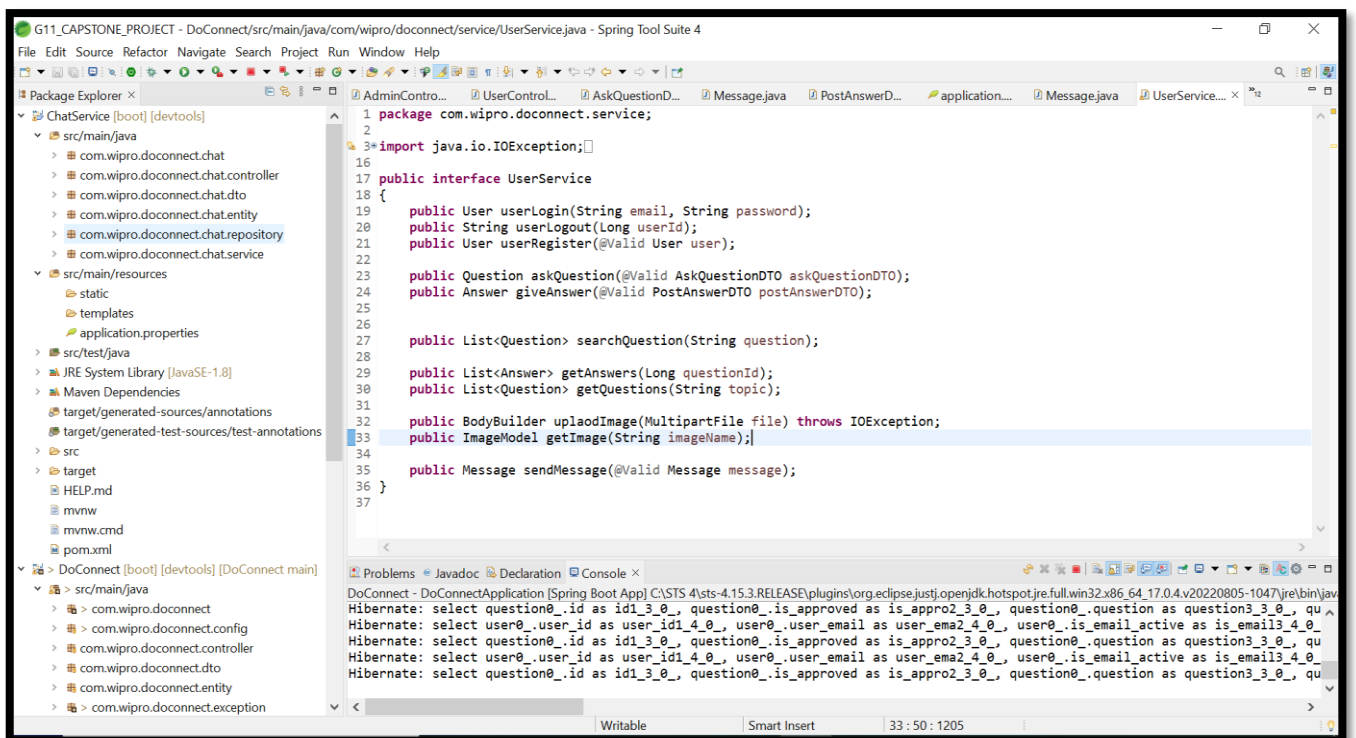 G11_CAPSTONE_PROJECT - DoConnect/src/main/java/com/wipro/doconnect/service/UserService.java - Spring Tool Suite 4
File Edit Source Refactor Navigate Search Project Run Window Help
Package Explorer
ChatService [boot] [devtools]
src/main/java
com.wipro.doconnect.chat
com.wipro.doconnect.chat.controller
com.wipro.doconnect.chat.dto
com.wipro.doconnect.chat.entity
com.wipro.doconnect.chat.repository
com.wipro.doconnect.chat.service
src/main/resources
static
templates
application.properties
src/test/java
JRE System Library [JavaSE-1.8]
Maven Dependencies
target/generated-sources/annotations
target/generated-test-sources/test-annotations
src
target
HELP.md
mvnw
mvnw.cmd
pom.xml
> DoConnect [boot] [devtools] [DoConnect main]
> src/main/java
> com.wipro.doconnect
> com.wipro.doconnect.config
> com.wipro.doconnect.controller
com.wipro.doconnect.dto
com.wipro.doconnect.entity
> com.wipro.doconnect.exception
AdminContro... UserControl... AskQuestionD... Message.java PostAnswerD... application.... Message.java UserService.... »12
1 package com.wipro.doconnect.service;
2
3 import java.io.IOException;
16
17 public interface UserService
18 {
19 public User userLogin(String email, String password);
20 public String userLogout(Long userId);
21 public User userRegister(@Valid User user);
22
23 public Question askQuestion(@Valid AskQuestionDTO askQuestionDTO);
24 public Answer giveAnswer(@Valid PostAnswerDTO postAnswerDTO);
25
26
27 public List<Question> searchQuestion(String question);
28
29 public List<Answer> getAnswers(Long questionId);
30 public List<Question> getQuestions(String topic);
31
32 public BodyBuilder uplaodImage(MultipartFile file) throws IOException;
33 public ImageModel getImage(String imageName);
34
35 public Message sendMessage(@Valid Message message);
36 }
37
Problems Javadoc Declaration Console
DoConnect - DoConnectApplication [Spring Boot App] C:\STS 4\sts-4.15.3.RELEASE\plugins\org.eclipse.justj.openjdk.hotspot.jre.full.win32.x86_64_17.0.4.v20220805-1047\jre\bin\java
Hibernate: select question0_.id as id1_3_0_, question0_.is_approved as is_appro2_3_0_, question0_.question as question3_3_0_, qu
Hibernate: select user0_.user_id as user_id1_4_0_, user0_.user_email as user_ema2_4_0_, user0_.is_email_active as is_email3_4_0_
Hibernate: select question0_.id as id1_3_0_, question0_.is_approved as is_appro2_3_0_, question0_.question as question3_3_0_, qu
Hibernate: select user0_.user_id as user_id1_4_0_, user0_.user_email as user_ema2_4_0_, user0_.is_email_active as is_email3_4_0_
Hibernate: select question0_.id as id1_3_0_, question0_.is_approved as is_appro2_3_0_, question0_.question as question3_3_0_, qu
Writable Smart Insert 33 : 50 : 1205